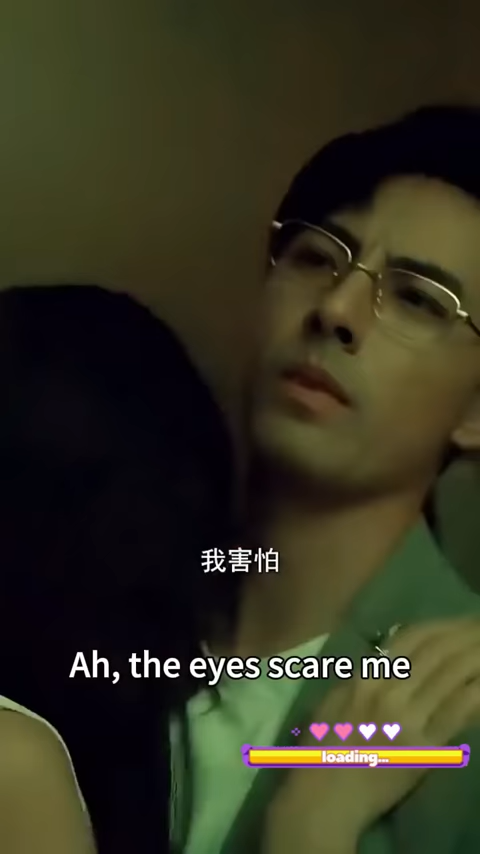 我害怕
Ah, the eyes scare me
loading...